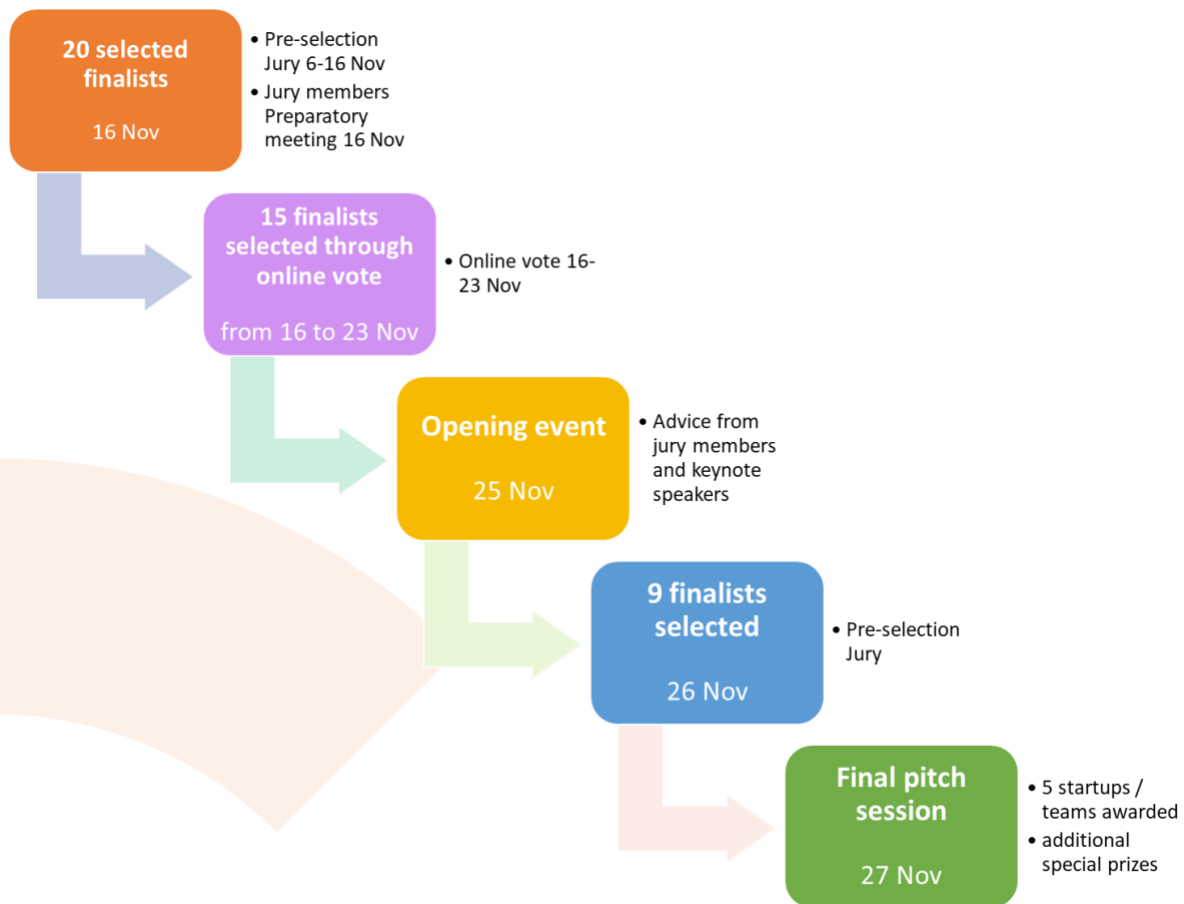 20 selected
finalists
16 Nov
• Pre-selection
Jury 6-16 Nov
• Jury members
Preparatory
meeting 16 Nov
15 finalists
selected through
online vote
from 16 to 23 Nov
• Online vote 16-
23 Nov
Opening event
25 Nov
• Advice from
jury members
and keynote
speakers
9 finalists
selected
26 Nov
• Pre-selection
Jury
Final pitch
session
27 Nov
• 5 startups /
teams awarded
• additional
special prizes